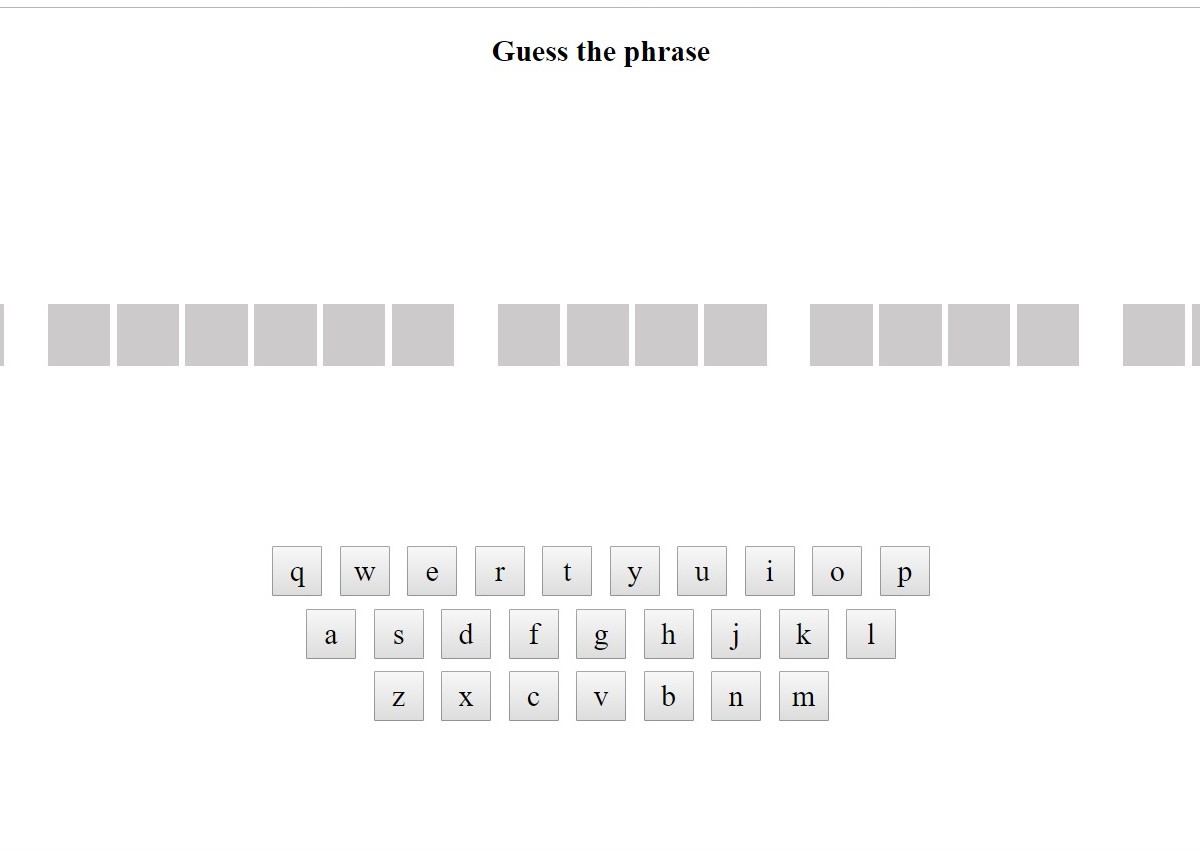 Guess the phrase
q w e r t y u i o p
a s d f g h j k l
z x c v b n m